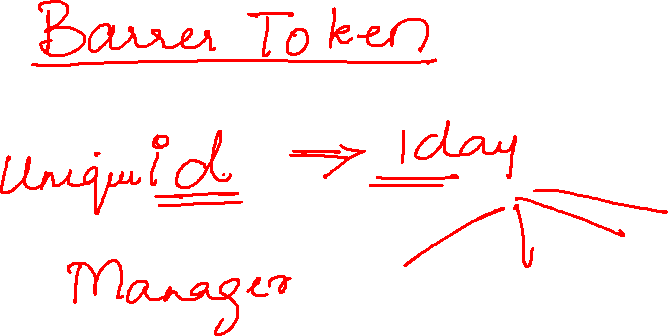 Barrer Token
Uniquid ⇒ 1day
Manager